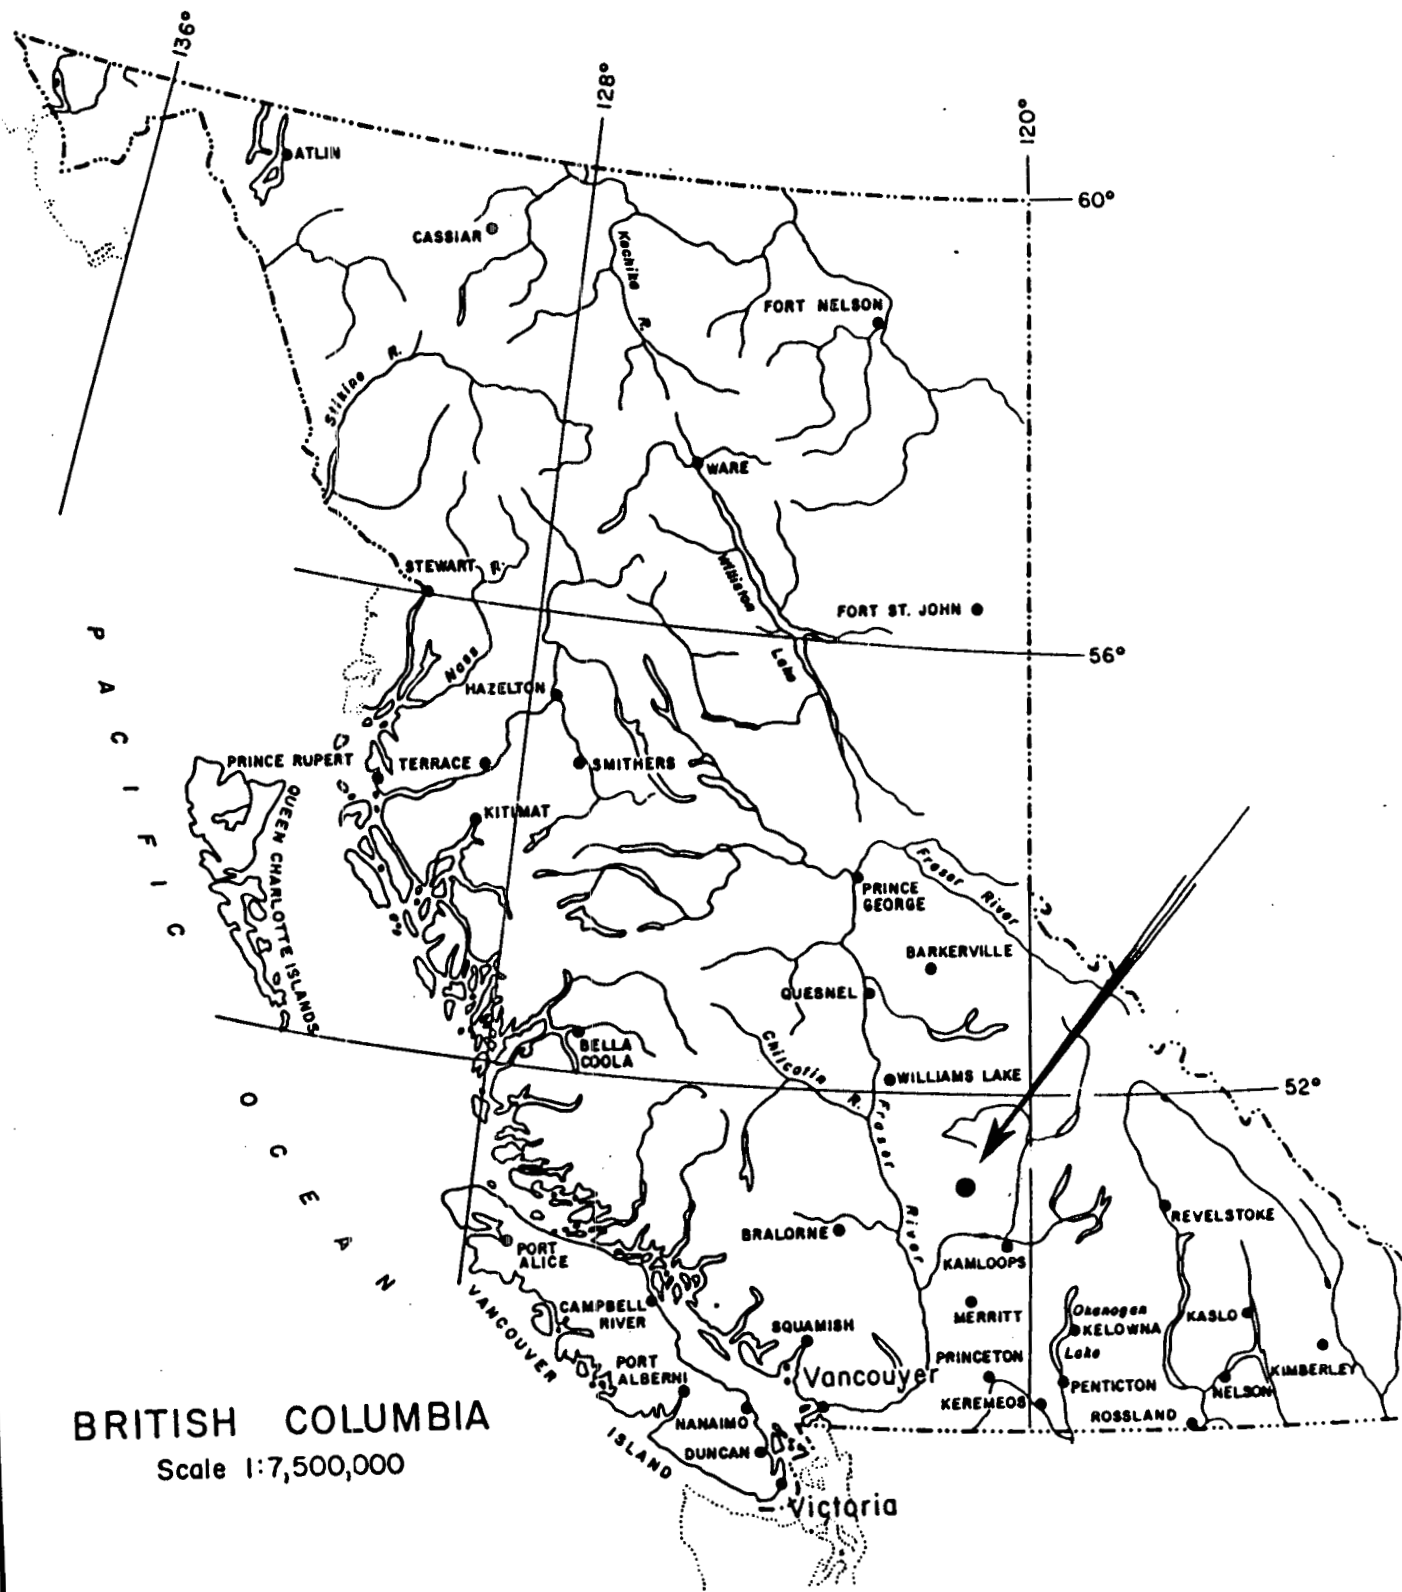 136°
128°
120°
ATLIN
60°
CASSIAR
Kechika
R.
FORT NELSON
Stikine R.
WARE
STEWART
R.
Williston
Lake
FORT ST. JOHN
56°
Nass
HAZELTON
PRINCE RUPERT
TERRACE
SMITHERS
KITIMAT
QUEEN CHARLOTTE ISLANDS
PACIFIC
OCEAN
Fraser River
PRINCE
GEORGE
BARKERVILLE
QUESNEL
BELLA
COOLA
Chilcotin
R.
WILLIAMS LAKE
52°
Fraser
River
BRALORNE
REVELSTOKE
PORT
ALICE
KAMLOOPS
VANCOUVER
ISLAND
CAMPBELL
RIVER
MERRITT
Okanogan
Lake
KELOWNA
KASLO
SQUAMISH
PORT
ALBERNI
PRINCETON
KIMBERLEY
Vancouver
PENTICTON
NELSON
KEREMEOS
ROSSLAND
NANAIMO
DUNCAN
Victoria
BRITISH COLUMBIA
Scale 1:7,500,000